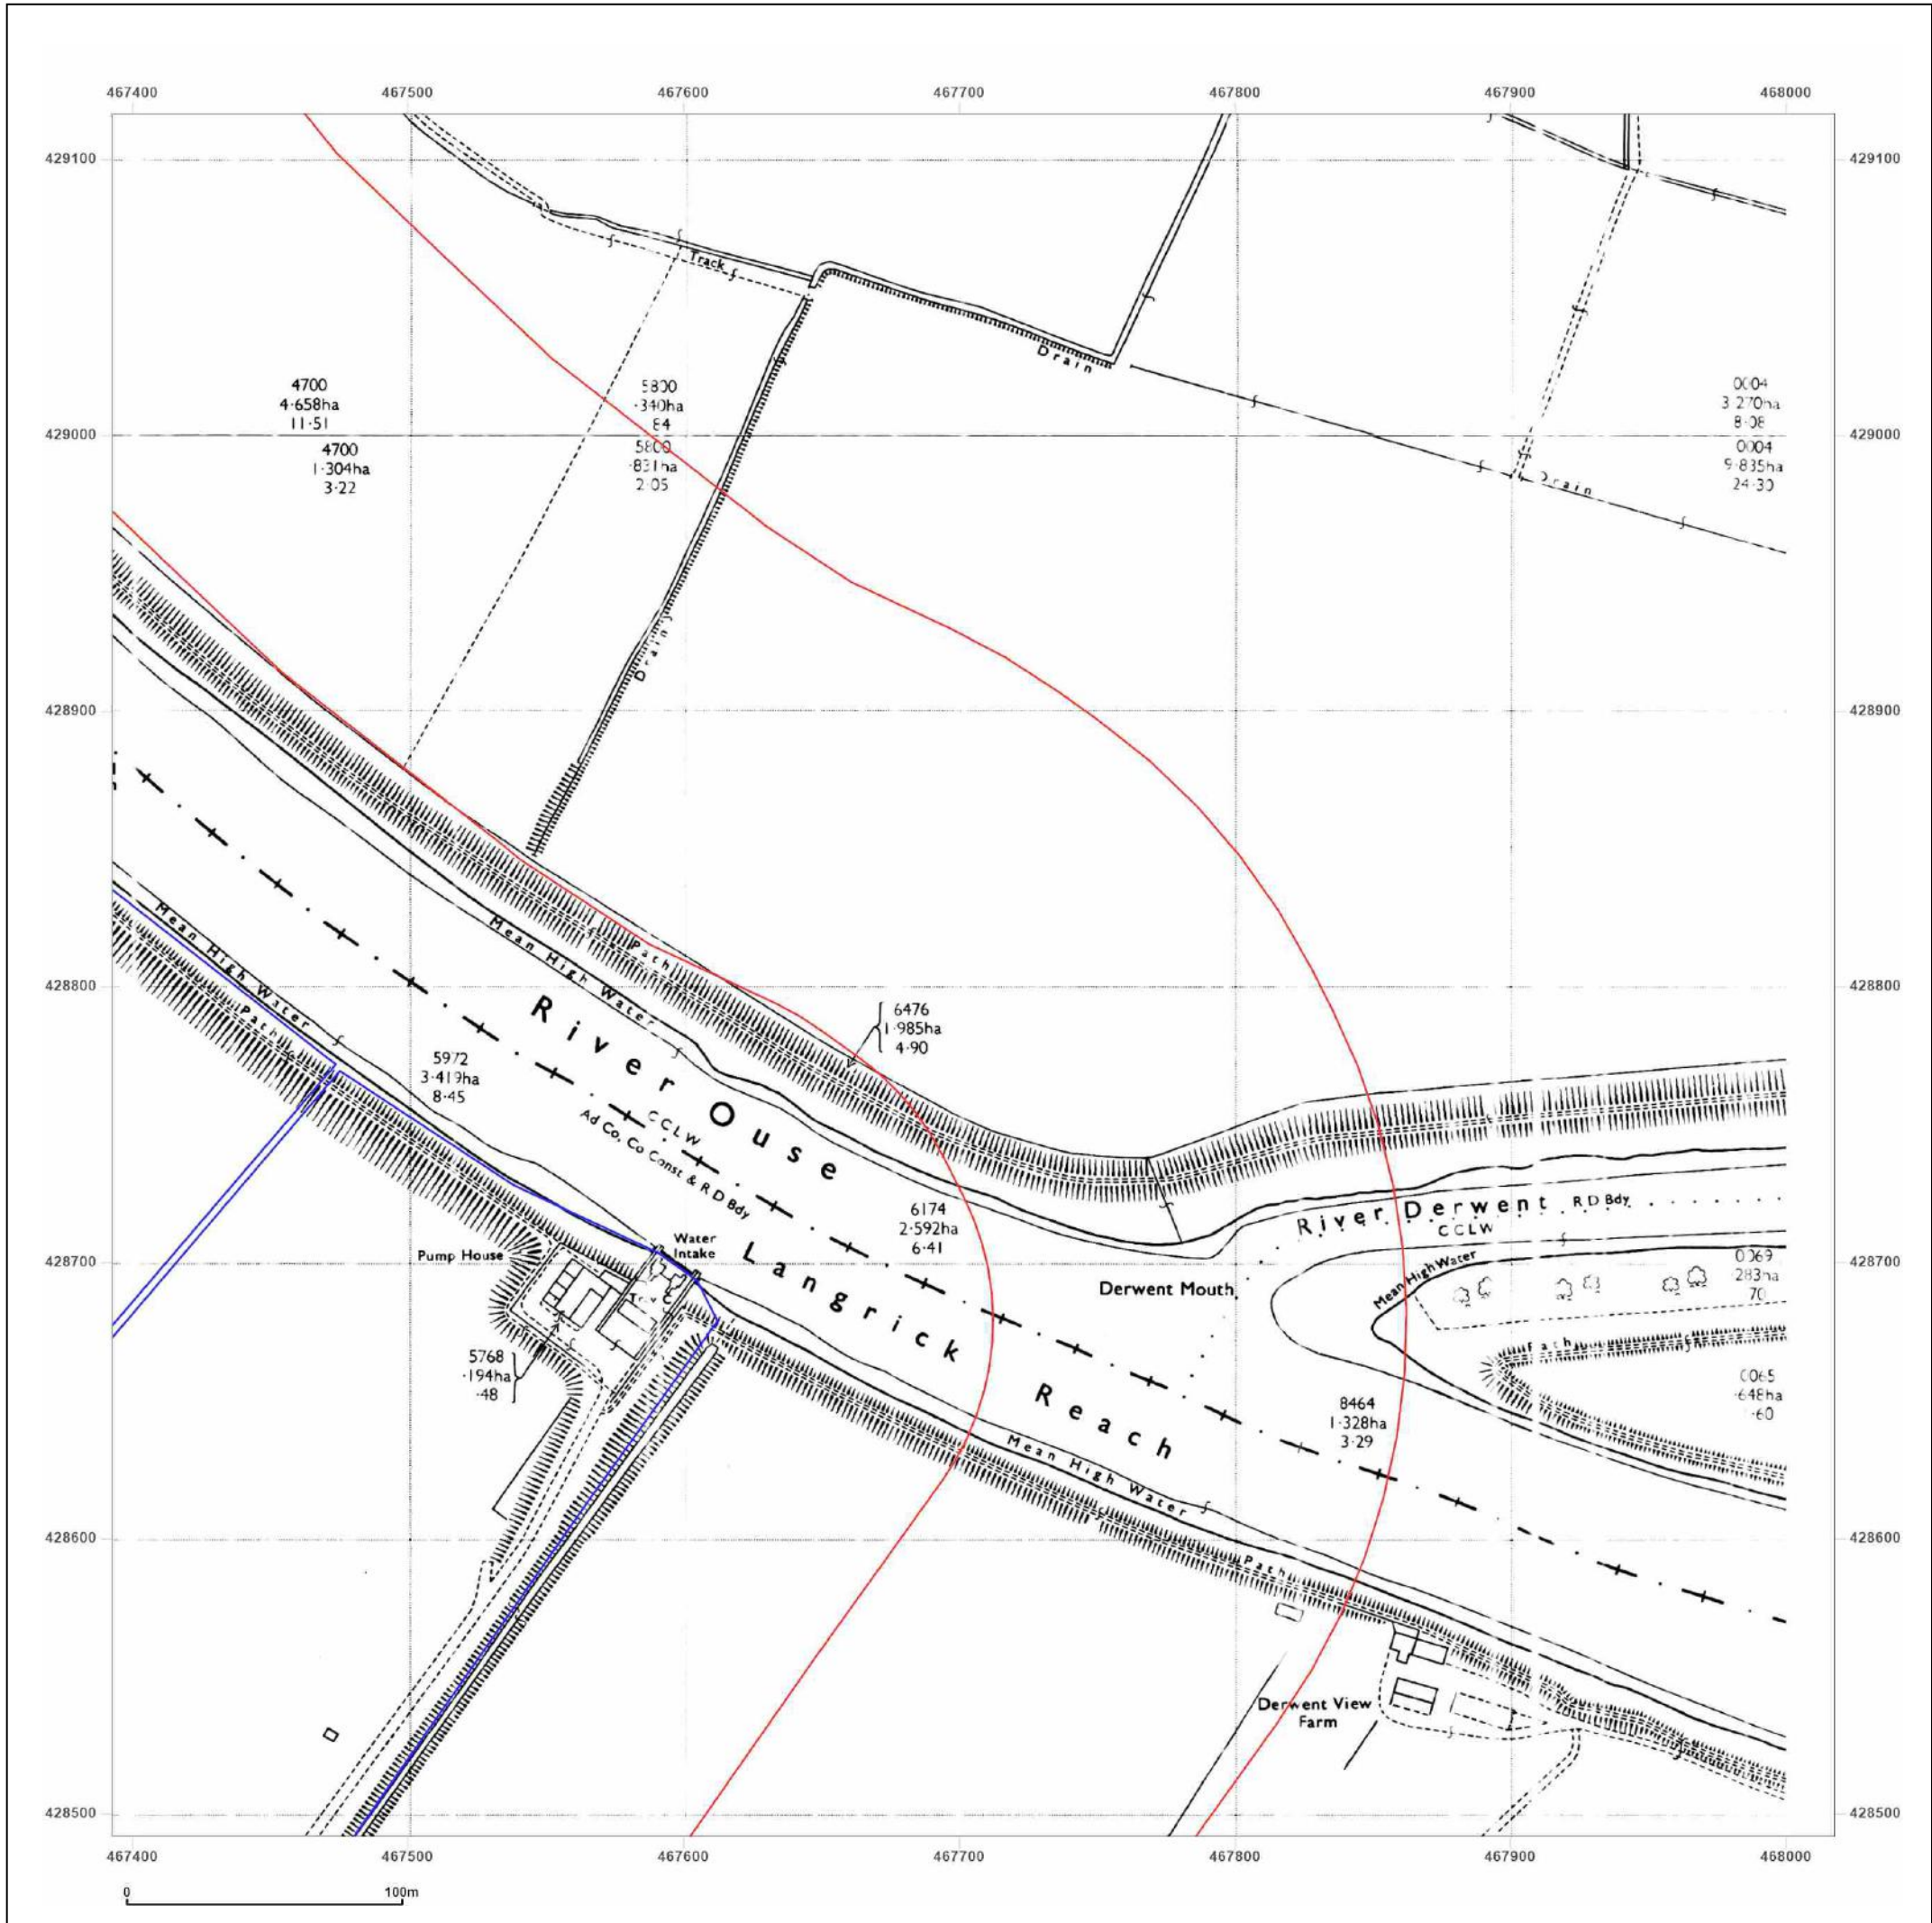 467400 467500 467600 467700 467800 467900 468000
429100 429100
Track
Drain
4700
4·658ha
11·51
5800
·340ha
·84
0004
3·270ha
8·08
429000 429000
4700
1·304ha
3·22
5800
·831ha
2·05
0004
9·835ha
24·30
Drain
Drain
428900 428900
Mean High Water
Path
Mean High Water
Path
428800 428800
River Ouse
6476
1·985ha
4·90
5972
3·419ha
8·45
CCLW
Ad Co, Co Const & R D Bdy
6174
2·592ha
6·41
River Derwent
R D Bdy
CCLW
Water
Intake
Pump House
428700 428700
Langrick
Derwent Mouth
Mean High Water
0069
·283ha
·70
Path
5768
·194ha
·48
Reach
8464
1·328ha
3·29
0065
·648ha
1·60
Mean High Water
428600 428600
Path
Derwent View
Farm
428500 428500
467400 467500 467600 467700 467800 467900 468000
0 100m